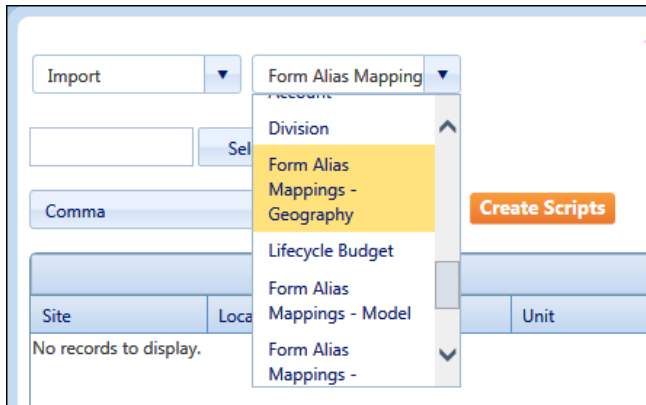 Import
Form Alias Mapping
Account
Division
Sel
Form Alias
Mappings -
Geography
Comma
Create Scripts
Lifecycle Budget
Form Alias
Mappings - Model
Site
Loca
Unit
No records to display.
Form Alias
Mappings -